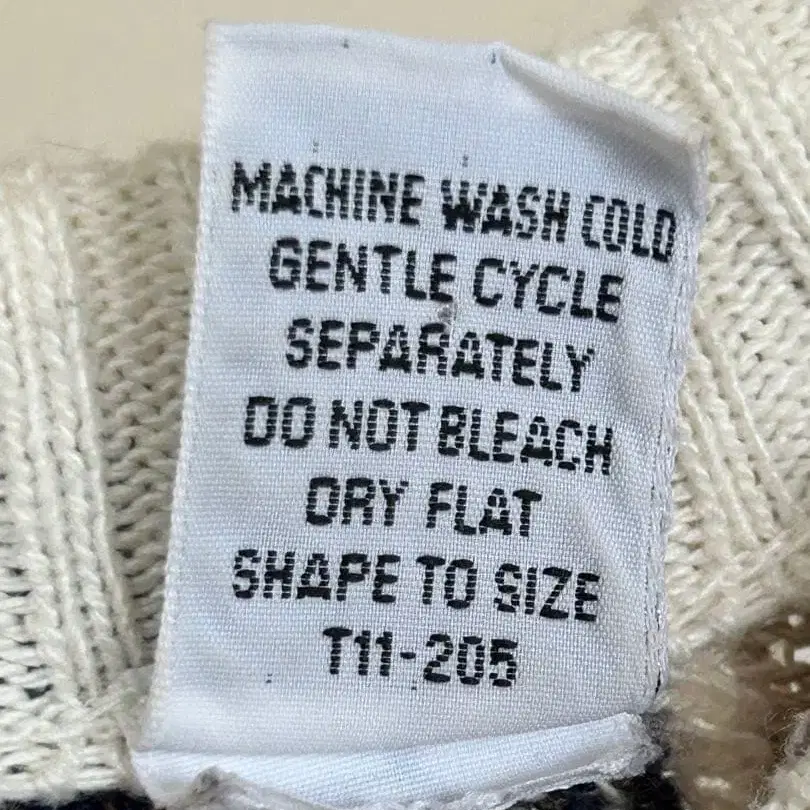 MACHINE WASH COLD
GENTLE CYCLE
SEPARATELY
DO NOT BLEACH
DRY FLAT
SHAPE TO SIZE
T11-205